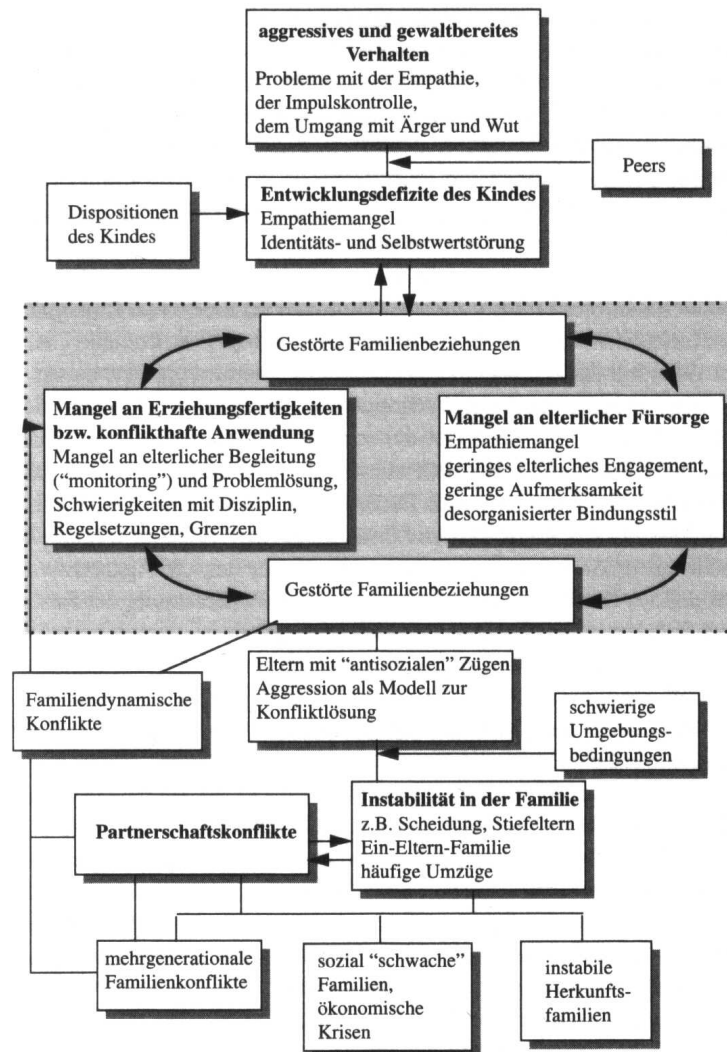 aggressives und gewaltbereites
Verhalten
Probleme mit der Empathie,
der Impulskontrolle,
dem Umgang mit Ärger und Wut
Peers
Dispositionen
des Kindes
Entwicklungsdefizite des Kindes
Empathiemangel
Identitäts- und Selbstwertstörung
Gestörte Familienbeziehungen
Mangel an Erziehungsfertigkeiten
bzw. konflikthafte Anwendung
Mangel an elterlicher Begleitung
(“monitoring”) und Problemlösung,
Schwierigkeiten mit Disziplin,
Regelsetzungen, Grenzen
Mangel an elterlicher Fürsorge
Empathiemangel
geringes elterliches Engagement,
geringe Aufmerksamkeit
desorganisierter Bindungsstil
Gestörte Familienbeziehungen
Familiendynamische
Konflikte
Eltern mit “antisozialen” Zügen
Aggression als Modell zur
Konfliktlösung
schwierige
Umgebungs-
bedingungen
Partnerschaftskonflikte
Instabilität in der Familie
z.B. Scheidung, Stiefeltern
Ein-Eltern-Familie
häufige Umzüge
mehrgenerationale
Familienkonflikte
sozial “schwache”
Familien,
ökonomische
Krisen
instabile
Herkunfts-
familien